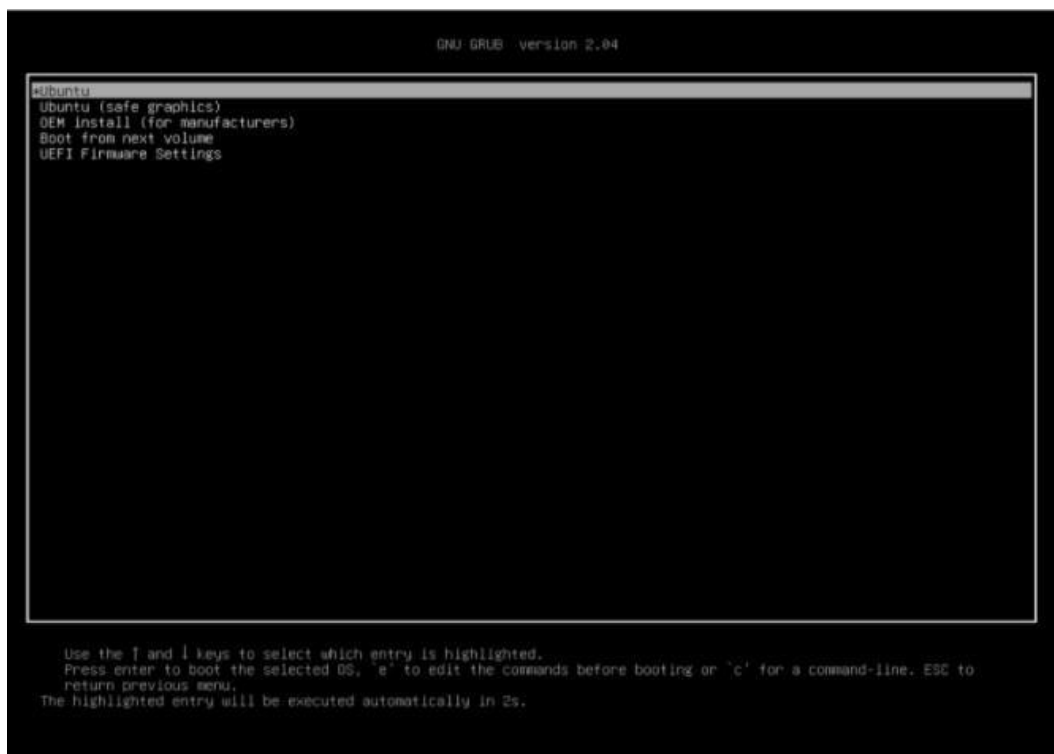 GNU GRUB version 2.04
*Ubuntu
Ubuntu (safe graphics)
OEM install (for manufacturers)
Boot from next volume
UEFI Firmware Settings
Use the ↑ and ↓ keys to select which entry is highlighted.
Press enter to boot the selected OS, `e' to edit the commands before booting or `c' for a command-line. ESC to
return previous menu.
The highlighted entry will be executed automatically in 2s.